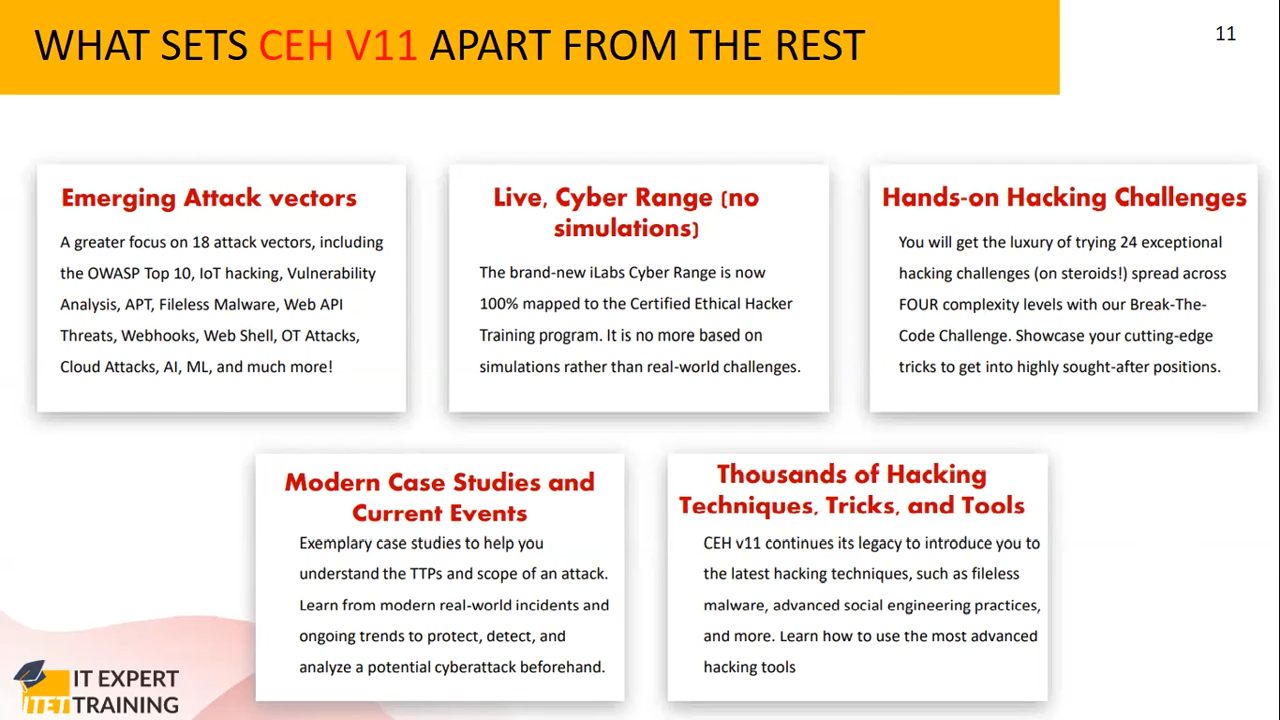 WHAT SETS CEH V11 APART FROM THE REST
11
Emerging Attack vectors
A greater focus on 18 attack vectors, including
the OWASP Top 10, IoT hacking, Vulnerability
Analysis, APT, Fileless Malware, Web API
Threats, Webhooks, Web Shell, OT Attacks,
Cloud Attacks, AI, ML, and much more!
Live, Cyber Range (no
simulations)
The brand-new iLabs Cyber Range is now
100% mapped to the Certified Ethical Hacker
Training program. It is no more based on
simulations rather than real-world challenges.
Hands-on Hacking Challenges
You will get the luxury of trying 24 exceptional
hacking challenges (on steroids!) spread across
FOUR complexity levels with our Break-The-
Code Challenge. Showcase your cutting-edge
tricks to get into highly sought-after positions.
Modern Case Studies and
Current Events
Exemplary case studies to help you
understand the TTPs and scope of an attack.
Learn from modern real-world incidents and
ongoing trends to protect, detect, and
analyze a potential cyberattack beforehand.
Thousands of Hacking
Techniques, Tricks, and Tools
CEH v11 continues its legacy to introduce you to
the latest hacking techniques, such as fileless
malware, advanced social engineering practices,
and more. Learn how to use the most advanced
hacking tools
IT EXPERT
ITET TRAINING